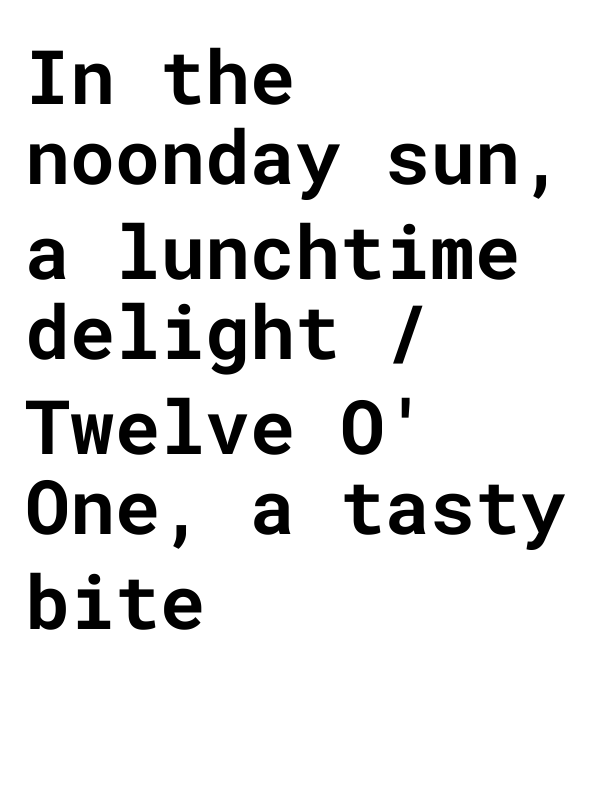 In the
noonday sun,
a lunchtime
delight /
Twelve O'
One, a tasty
bite